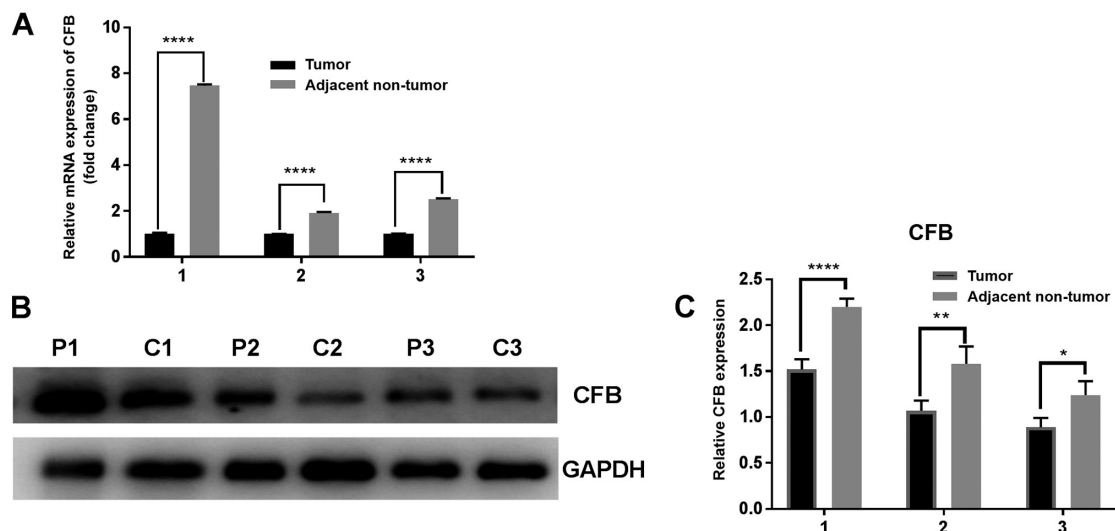 A
Relative mRNA expression of CFB
(fold change)
10
8
6
4
2
0
****
****
****
Tumor
Adjacent non-tumor
1 2 3
B
P1 C1 P2 C2 P3 C3
CFB
GAPDH
C
CFB
Relative CFB expression
2.5
2.0
1.5
1.0
0.5
0.0
****
**
*
Tumor
Adjacent non-tumor
1 2 3